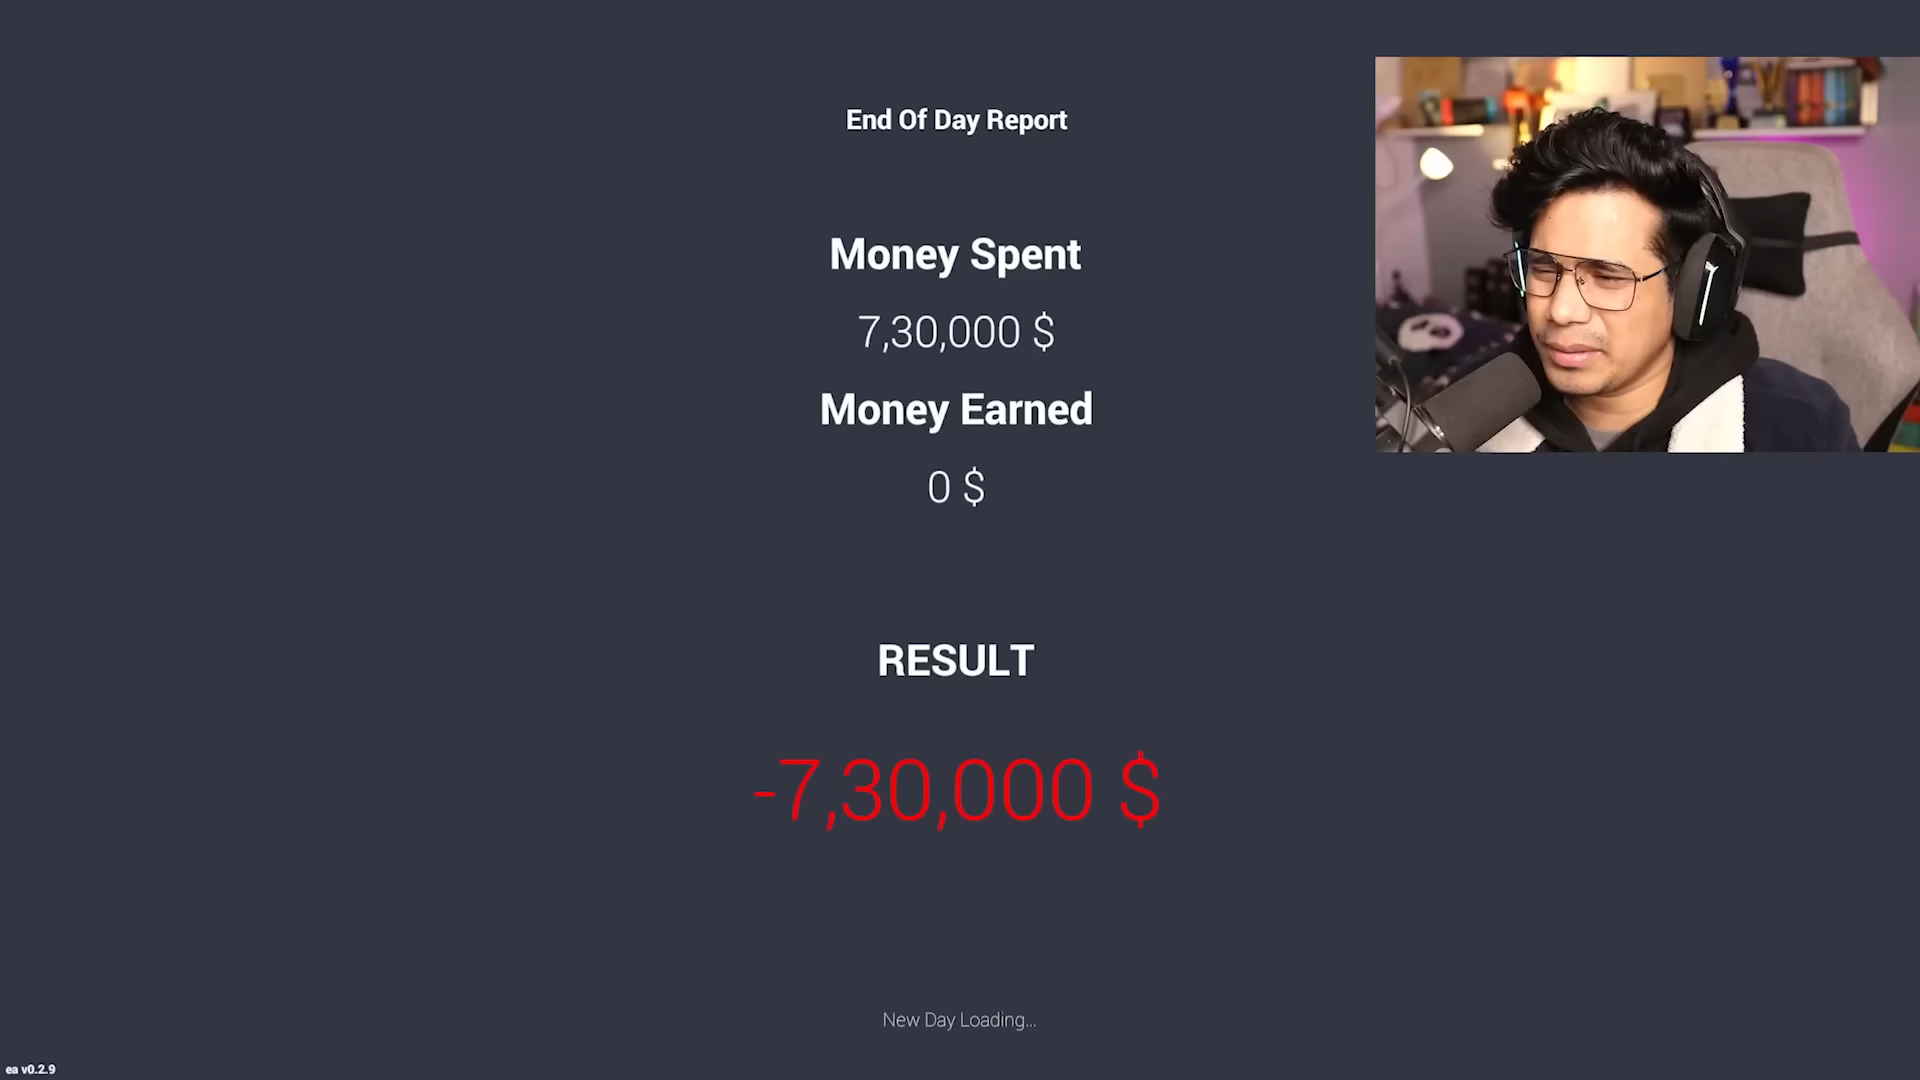 End Of Day Report
Money Spent
7,30,000 $
Money Earned
0 $
RESULT
-7,30,000 $
New Day Loading...
ea v0.2.9